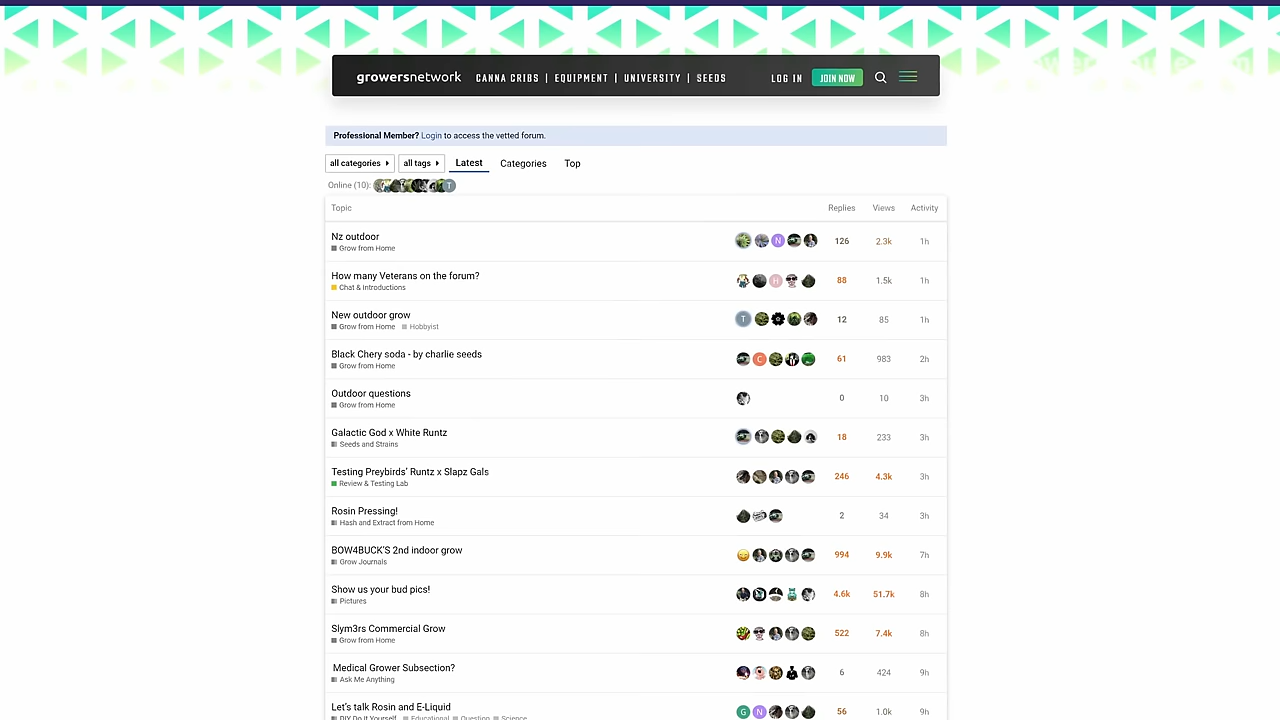 growersnetwork CANNA CRIBS | EQUIPMENT | UNIVERSITY | SEEDS LOG IN JOIN NOW
Professional Member? Login to access the vetted forum.
all categories all tags Latest Categories Top
Online (10): T
Topic Replies Views Activity
Nz outdoor N 126 2.3k 1h
Grow from Home
How many Veterans on the forum? H 88 1.5k 1h
Chat & Introductions
New outdoor grow T 12 85 1h
Grow from Home Hobbyist
Black Chery soda - by charlie seeds C 61 983 2h
Grow from Home
Outdoor questions 0 10 3h
Grow from Home
Galactic God x White Runtz 18 233 3h
Seeds and Strains
Testing Preybirds' Runtz x Slapz Gals 246 4.3k 3h
Review & Testing Lab
Rosin Pressing! 2 34 3h
Hash and Extract from Home
BOW4BUCK'S 2nd indoor grow 994 9.9k 7h
Grow Journals
Show us your bud pics! 4.6k 51.7k 8h
Pictures
Slym3rs Commercial Grow 522 7.4k 8h
Grow from Home
Medical Grower Subsection? 6 424 9h
Ask Me Anything
Let's talk Rosin and E-Liquid G N 56 1.0k 9h
DIY Do It Yourself Educational Question Science